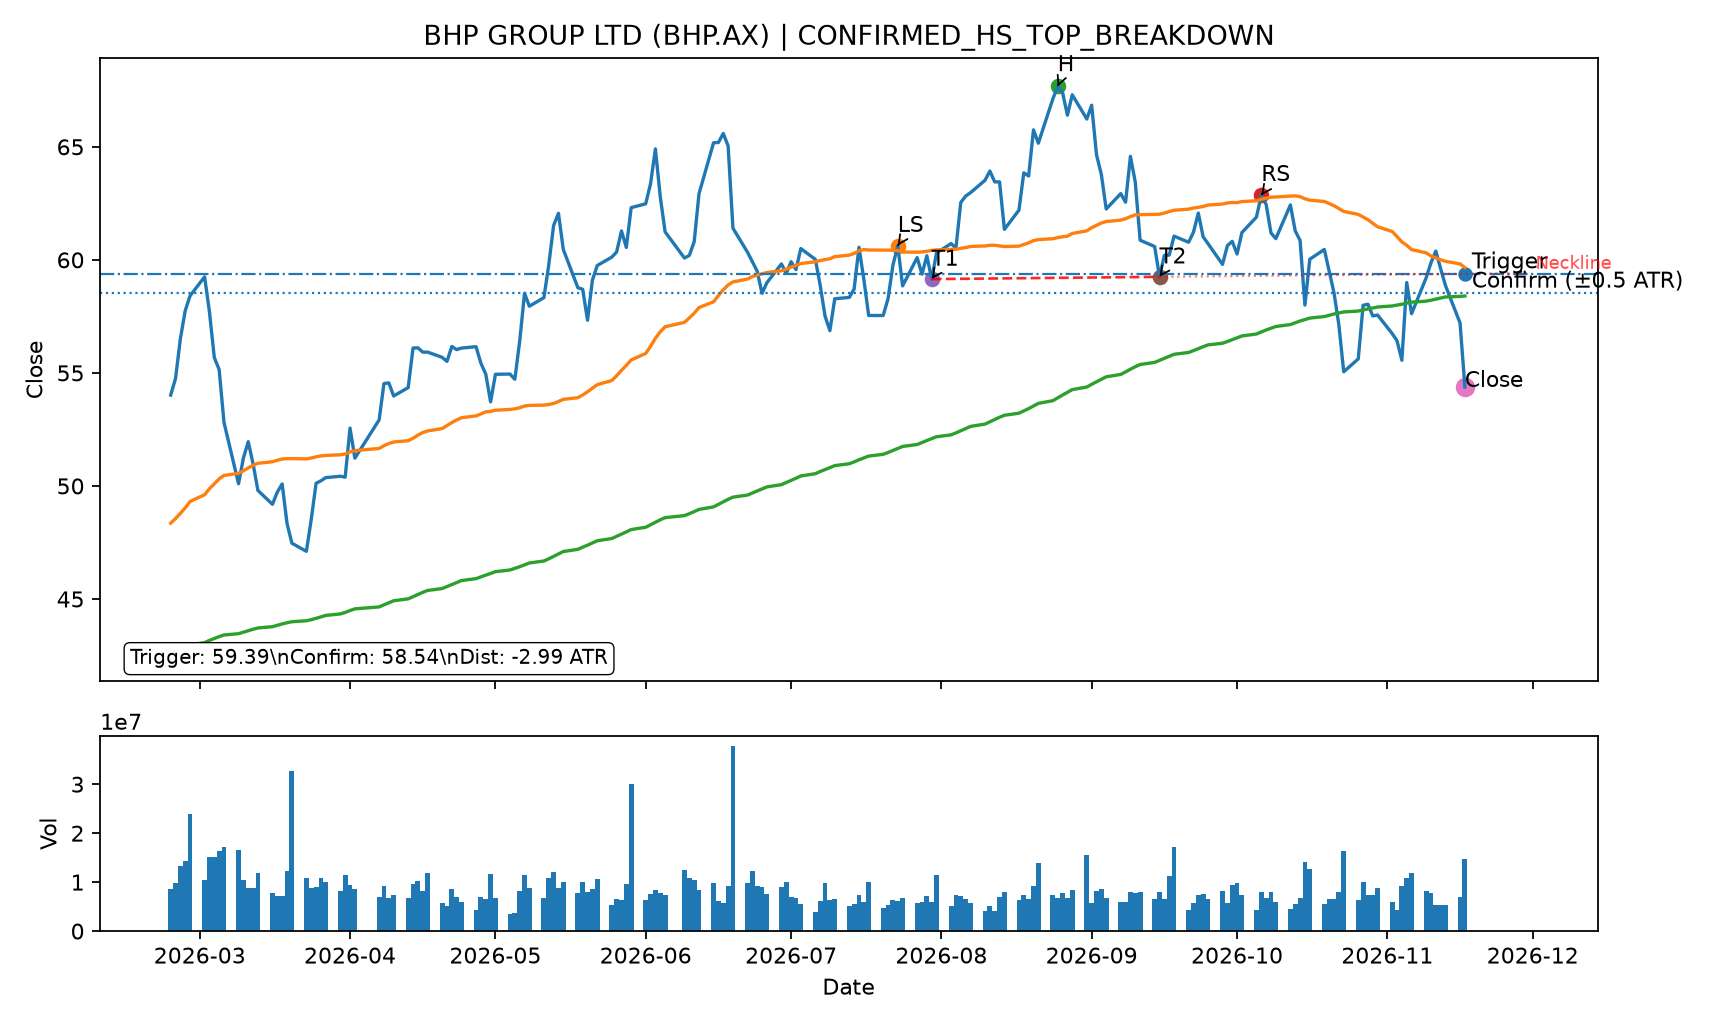 BHP GROUP LTD (BHP.AX) | CONFIRMED_HS_TOP_BREAKDOWN
Close
65
60
55
50
45
H
LS
T1
T2
RS
Trigger
Neckline
Confirm (±0.5 ATR)
Close
Trigger: 59.39\nConfirm: 58.54\nDist: -2.99 ATR
1e7
Vol
3
2
1
0
2026-03
2026-04
2026-05
2026-06
2026-07
2026-08
2026-09
2026-10
2026-11
2026-12
Date